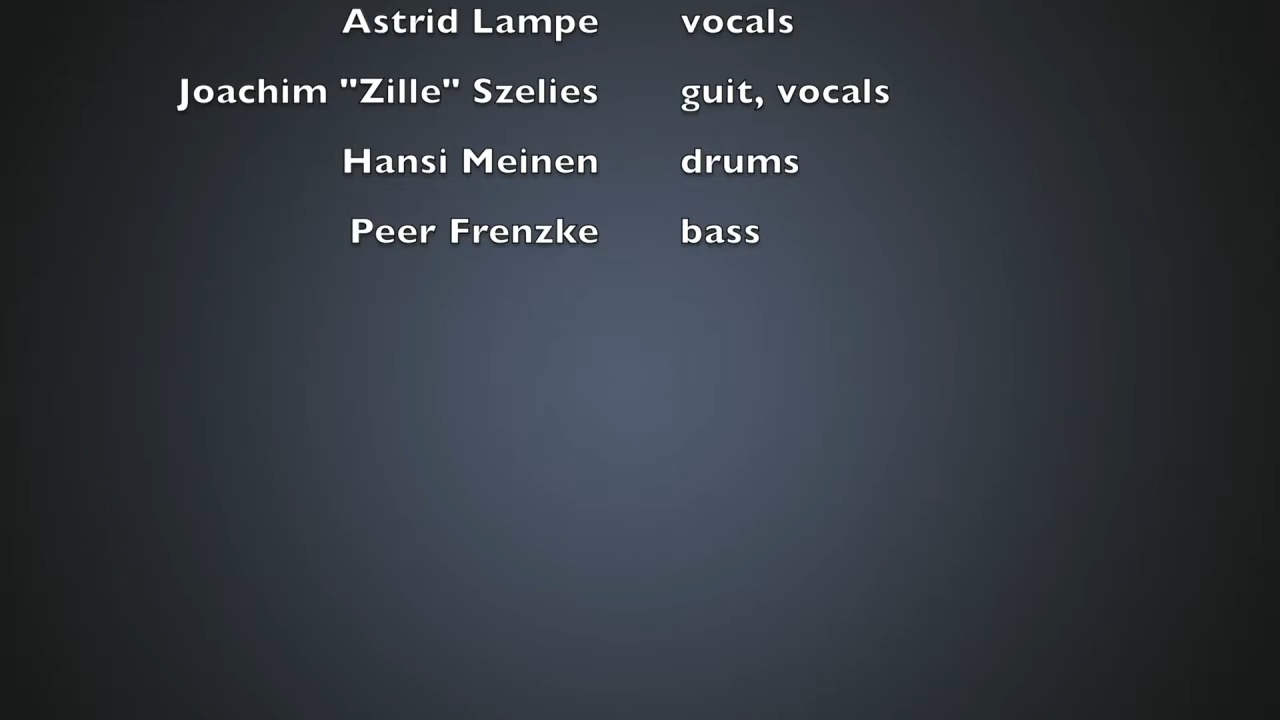 Astrid Lampe vocals
Joachim "Zille" Szelies guit, vocals
Hansi Meinen drums
Peer Frenzke bass